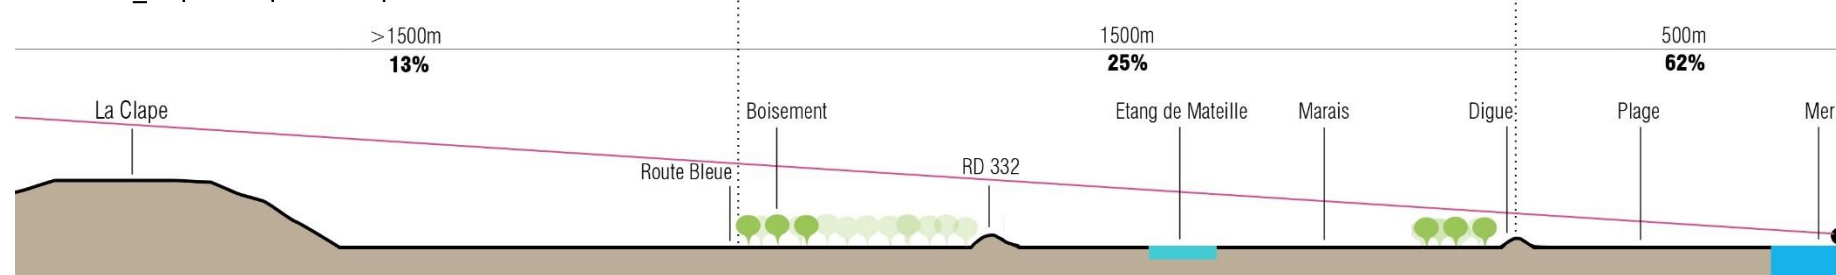 >1500m
1500m
500m
13%
25%
62%
La Clape
Boisement
Etang de Mateille
Marais
Digue
Plage
Mer
Route Bleue
RD 332